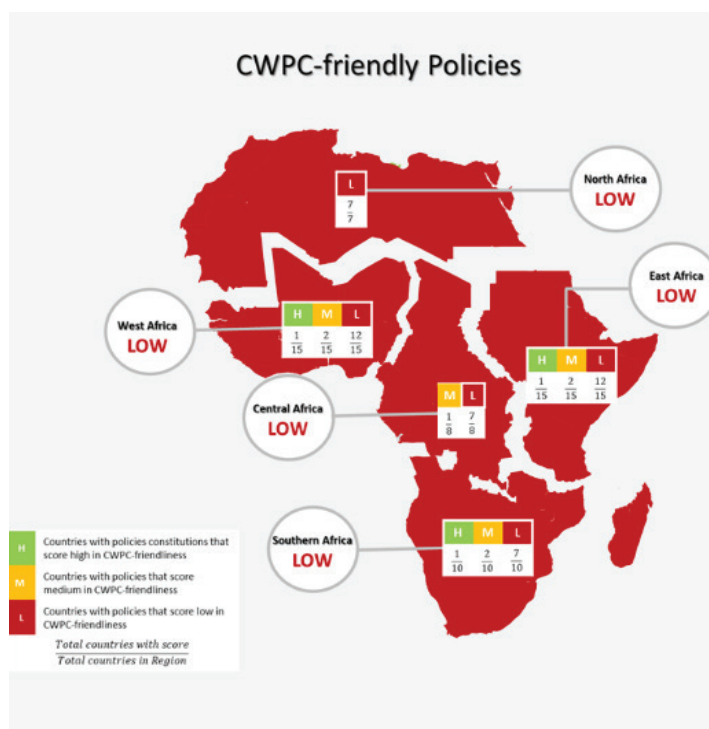 CWPC-friendly Policies
North Africa
LOW
L
7
7
East Africa
LOW
West Africa
LOW
H M L
1 2 12
15 15 15
H M L
1 2 12
15 15 15
Central Africa
LOW
M L
1 7
8 8
Southern Africa
LOW
H M L
1 2 7
10 10 10
H Countries with policies constitutions that
score high in CWPC-friendliness
M Countries with policies that score
medium in CWPC-friendliness
L Countries with policies that score low in
CWPC-friendliness
Total countries with score
Total countries in Region